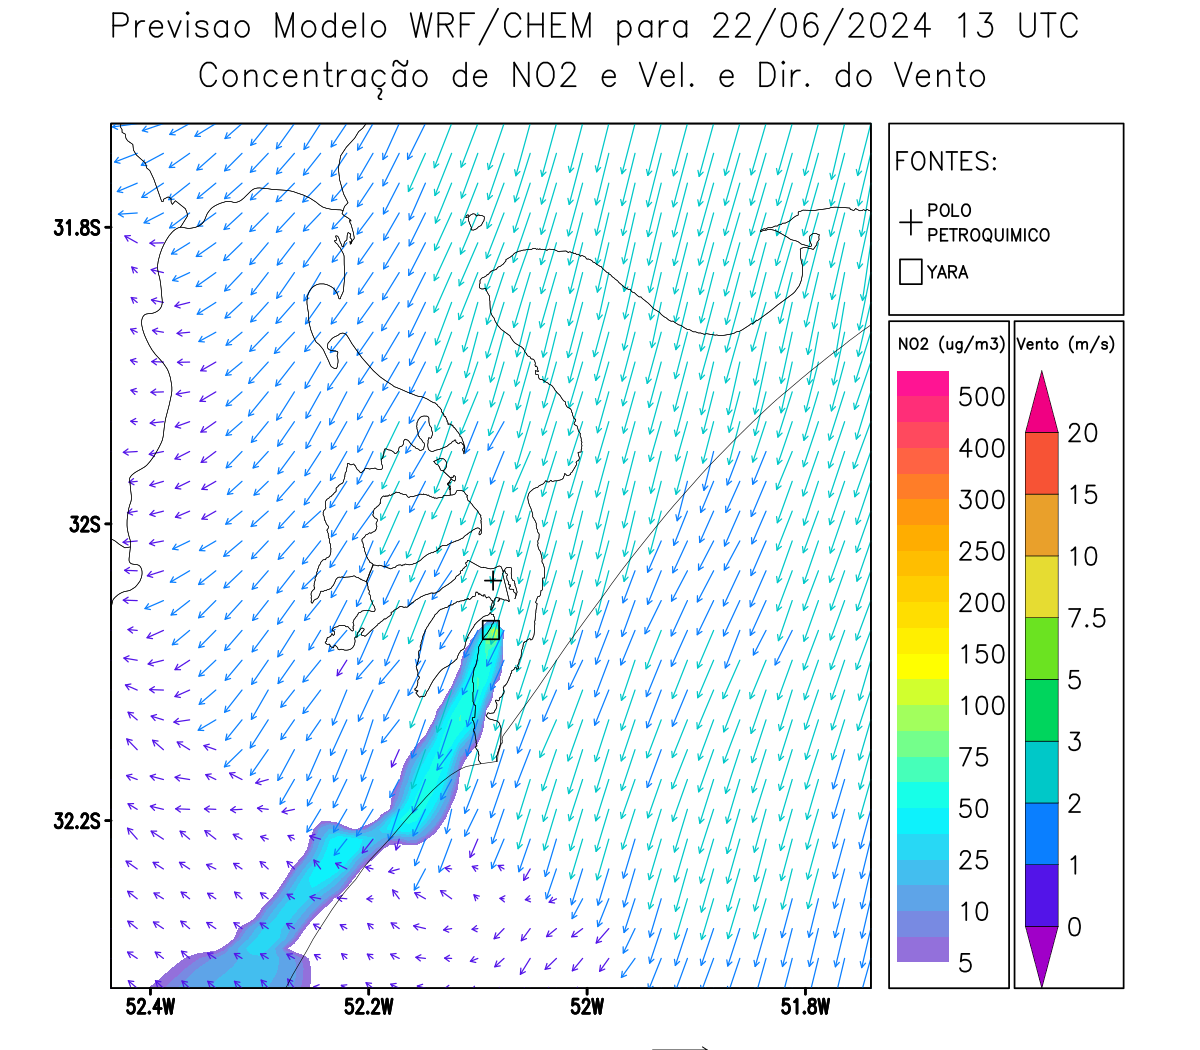 Previsao Modelo WRF/CHEM para 22/06/2024 13 UTC
Concentração de NO2 e Vel. e Dir. do Vento
FONTES:
POLO
PETROQUIMICO
YARA
NO2 (ug/m3)
500
400
300
250
200
150
100
75
50
25
10
5
Vento (m/s)
20
15
10
7.5
5
3
2
1
0
31.8S
32S
32.2S
52.4W
52.2W
52W
51.8W